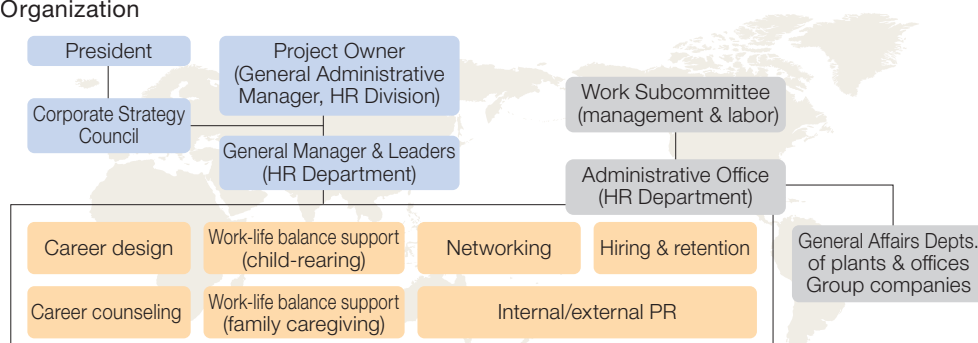 Organization
President
Project Owner
(General Administrative
Manager, HR Division)
Corporate Strategy
Council
General Manager & Leaders
(HR Department)
Work Subcommittee
(management & labor)
Administrative Office
(HR Department)
General Affairs Depts.
of plants & offices
Group companies
Career design
Work-life balance support
(child-rearing)
Networking
Hiring & retention
Career counseling
Work-life balance support
(family caregiving)
Internal/external PR